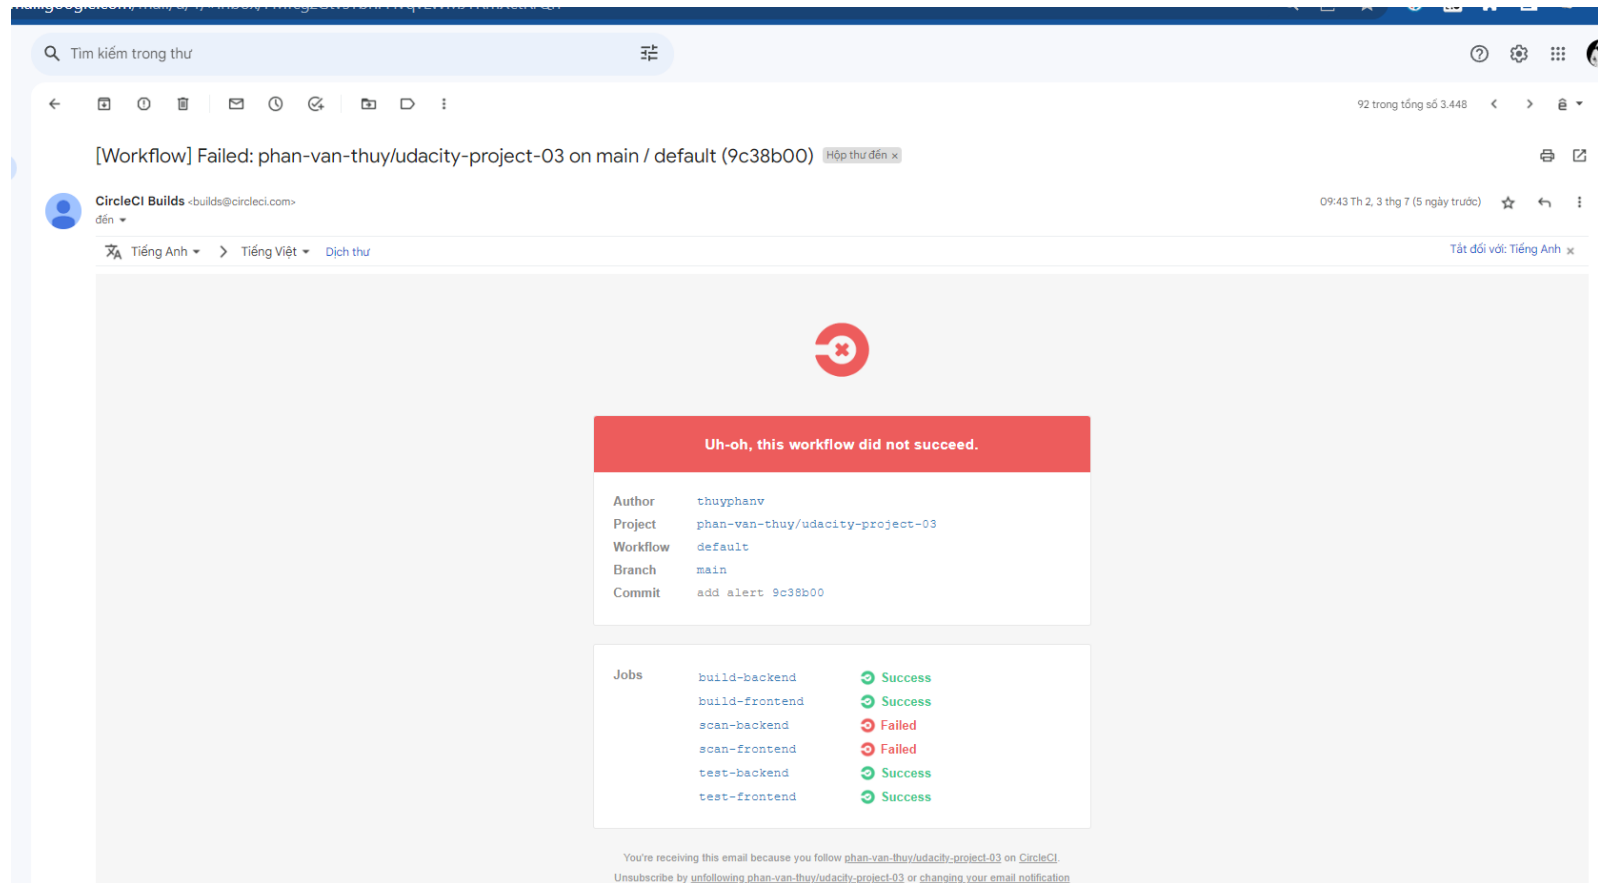 Tìm kiếm trong thư
92 trong tổng số 3.448
[Workflow] Failed: phan-van-thuy/udacity-project-03 on main / default (9c38b00) Hộp thư đến ×
CircleCI Builds <builds@circleci.com>
09:43 Th 2, 3 thg 7 (5 ngày trước)
đến
Tiếng Anh > Tiếng Việt Dịch thư
Tắt đối với: Tiếng Anh ×
Uh-oh, this workflow did not succeed.
Author thuyphanv
Project phan-van-thuy/udacity-project-03
Workflow default
Branch main
Commit add alert 9c38b00
Jobs build-backend Success
build-frontend Success
scan-backend Failed
scan-frontend Failed
test-backend Success
test-frontend Success
You're receiving this email because you follow phan-van-thuy/udacity-project-03 on CircleCI.
Unsubscribe by unfollowing phan-van-thuy/udacity-project-03 or changing your email notification